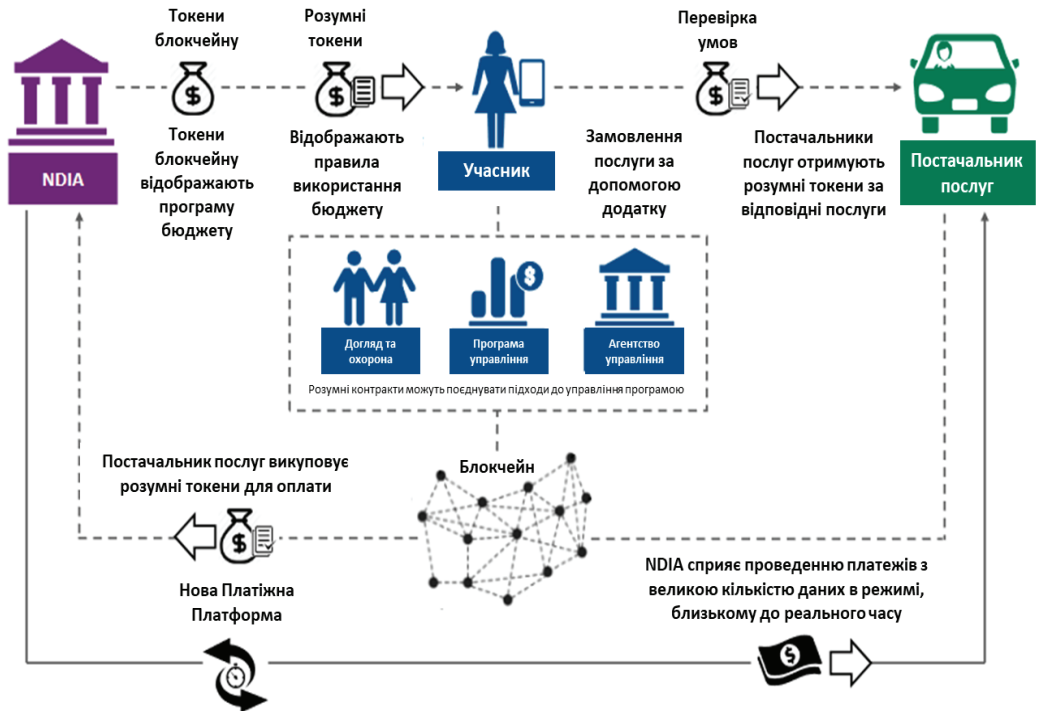 Токени
блокчейну
Розумні
токени
Перевірка
умов
NDIA
Токени
блокчейну
відображають
програму
бюджету
Відображають
правила
використання
бюджету
Учасник
Замовлення
послуги за
допомогою
додатку
Постачальники
послуг отримують
розумні токени за
відповідні послуги
Постачальник
послуг
Догляд та
охорона
Програма
управління
Агентство
управління
Розумні контракти можуть поєднувати підходи до управління програмою
Блокчейн
Постачальник послуг викуповує
розумні токени для оплати
Нова Платіжна
Платформа
NDIA сприяє проведенню платежів з
великою кількістю даних в режимі,
близькому до реального часу